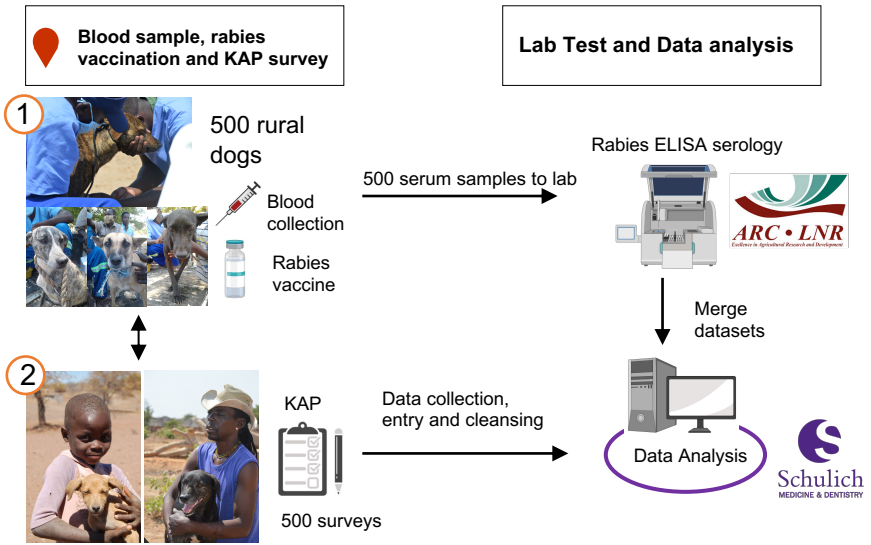 Blood sample, rabies
vaccination and KAP survey
Lab Test and Data analysis
1
500 rural
dogs
Blood
collection
Rabies
vaccine
500 serum samples to lab
Rabies ELISA serology
ARC • LNR
Excellence in Agricultural Research and Development
Merge
datasets
2
KAP
500 surveys
Data collection,
entry and cleansing
Data Analysis
Schulich
MEDICINE & DENTISTRY